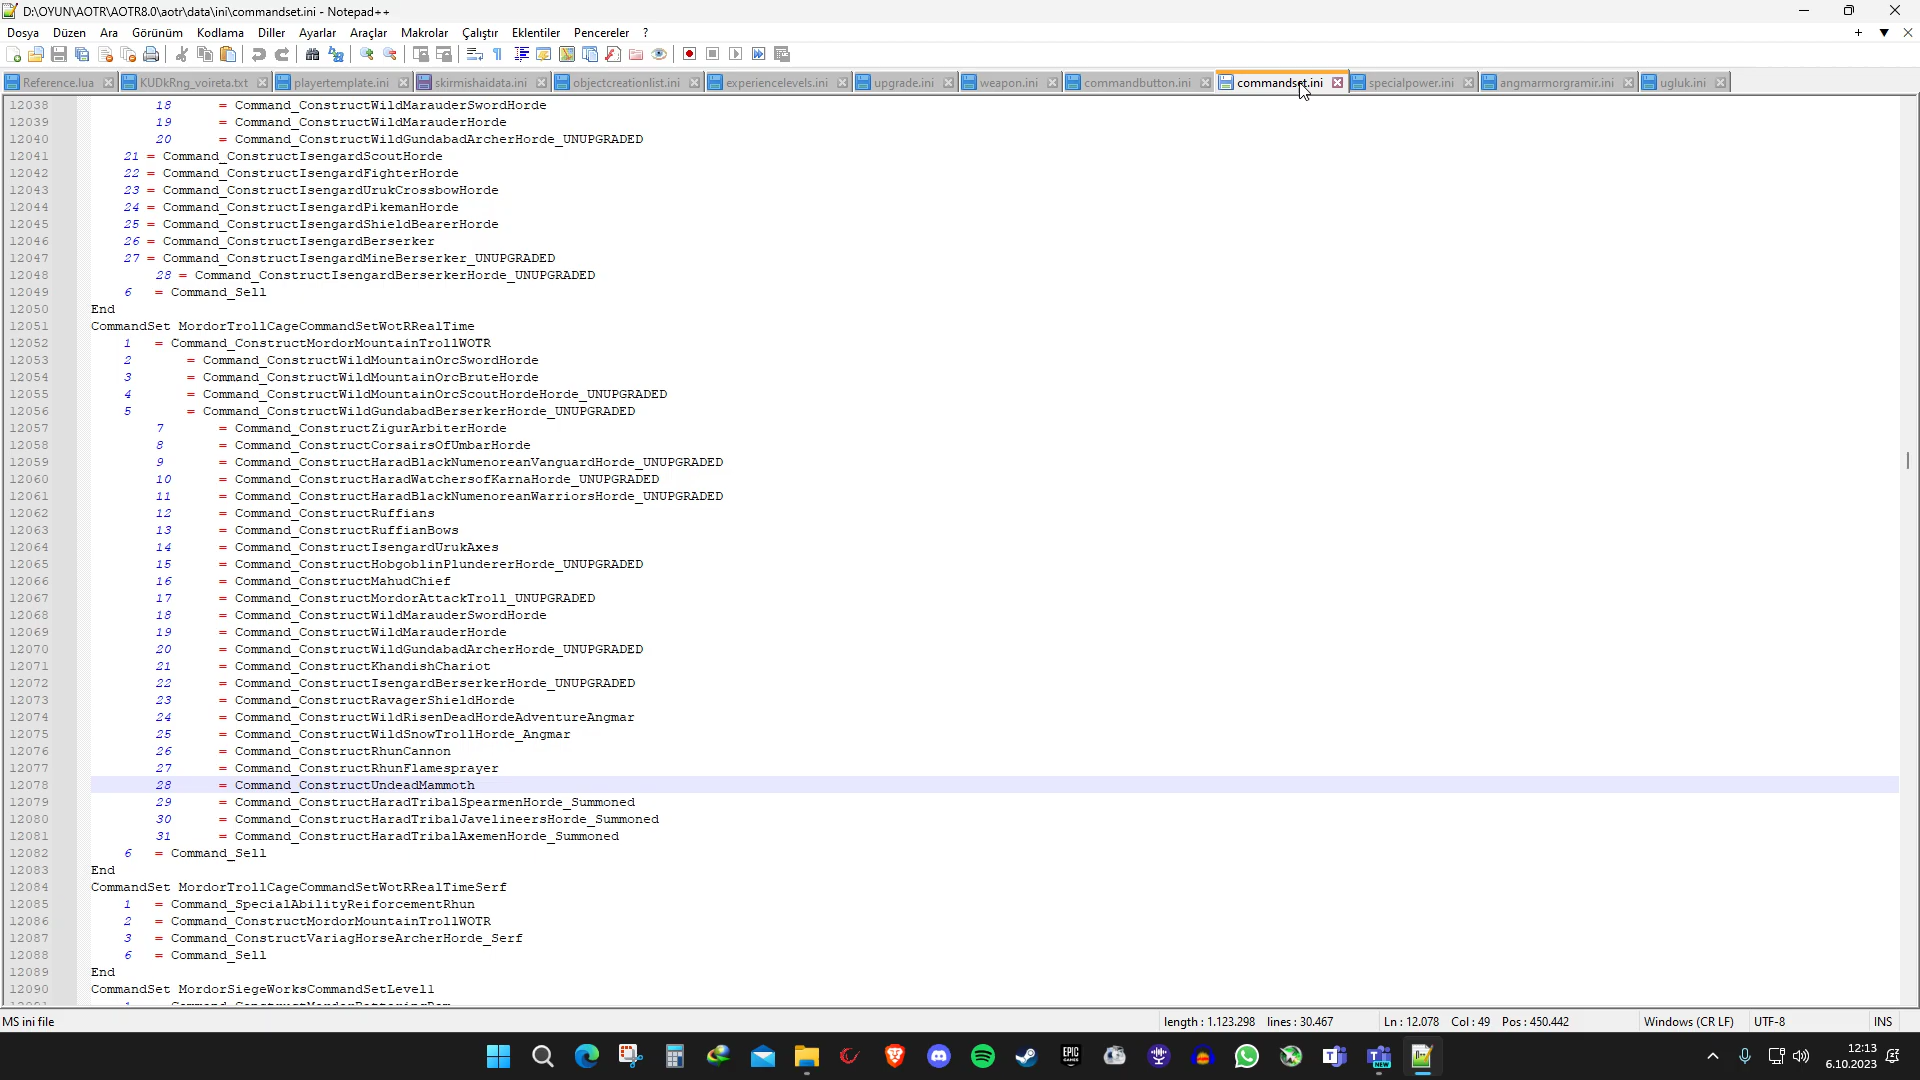 D:\OYUN\AOTR\AOTR8.0\aotr\data\ini\commandset.ini - Notepad++
Dosya Düzen Ara Görünüm Kodlama Diller Ayarlar Araçlar Makrolar Çalıştır Eklentiler Pencereler ?
Reference.lua KUDkRng_voireta.txt playertemplate.ini skirmishaidata.ini objectcreationlist.ini experiencelevels.ini upgrade.ini weapon.ini commandbutton.ini commandset.ini specialpower.ini angmarmorgramir.ini ugluk.ini
12038 18 = Command_ConstructWildMarauderSwordHorde
12039 19 = Command_ConstructWildMarauderHorde
12040 20 = Command_ConstructWildGundabadArcherHorde_UNUPGRADED
12041 21 = Command_ConstructIsengardScoutHorde
12042 22 = Command_ConstructIsengardFighterHorde
12043 23 = Command_ConstructIsengardUrukCrossbowHorde
12044 24 = Command_ConstructIsengardPikemanHorde
12045 25 = Command_ConstructIsengardShieldBearerHorde
12046 26 = Command_ConstructIsengardBerserker
12047 27 = Command_ConstructIsengardMineBerserker_UNUPGRADED
12048 28 = Command_ConstructIsengardBerserkerHorde_UNUPGRADED
12049 6 = Command_Sell
12050 End
12051 CommandSet MordorTrollCageCommandSetWotRRealTime
12052 1 = Command_ConstructMordorMountainTrollWOTR
12053 2 = Command_ConstructWildMountainOrcSwordHorde
12054 3 = Command_ConstructWildMountainOrcBruteHorde
12055 4 = Command_ConstructWildMountainOrcScoutHordeHorde_UNUPGRADED
12056 5 = Command_ConstructWildGundabadBerserkerHorde_UNUPGRADED
12057 7 = Command_ConstructZigurArbiterHorde
12058 8 = Command_ConstructCorsairsOfUmbarHorde
12059 9 = Command_ConstructHaradBlackNumenoreanVanguardHorde_UNUPGRADED
12060 10 = Command_ConstructHaradWatchersofKarnaHorde_UNUPGRADED
12061 11 = Command_ConstructHaradBlackNumenoreanWarriorsHorde_UNUPGRADED
12062 12 = Command_ConstructRuffians
12063 13 = Command_ConstructRuffianBows
12064 14 = Command_ConstructIsengardUrukAxes
12065 15 = Command_ConstructHobgoblinPlundererHorde_UNUPGRADED
12066 16 = Command_ConstructMahudChief
12067 17 = Command_ConstructMordorAttackTroll_UNUPGRADED
12068 18 = Command_ConstructWildMarauderSwordHorde
12069 19 = Command_ConstructWildMarauderHorde
12070 20 = Command_ConstructWildGundabadArcherHorde_UNUPGRADED
12071 21 = Command_ConstructKhandishChariot
12072 22 = Command_ConstructIsengardBerserkerHorde_UNUPGRADED
12073 23 = Command_ConstructRavagerShieldHorde
12074 24 = Command_ConstructWildRisenDeadHordeAdventureAngmar
12075 25 = Command_ConstructWildSnowTrollHorde_Angmar
12076 26 = Command_ConstructRhunCannon
12077 27 = Command_ConstructRhunFlamesprayer
12078 28 = Command_ConstructUndeadMammoth
12079 29 = Command_ConstructHaradTribalSpearmenHorde_Summoned
12080 30 = Command_ConstructHaradTribalJavelineersHorde_Summoned
12081 31 = Command_ConstructHaradTribalAxemenHorde_Summoned
12082 6 = Command_Sell
12083 End
12084 CommandSet MordorTrollCageCommandSetWotRRealTimeSerf
12085 1 = Command_SpecialAbilityReiforcementRhun
12086 2 = Command_ConstructMordorMountainTrollWOTR
12087 3 = Command_ConstructVariagHorseArcherHorde_Serf
12088 6 = Command_Sell
12089 End
12090 CommandSet MordorSiegeWorksCommandSetLevel1
MS ini file length : 1.123.298 lines : 30.467 Ln : 12.078 Col : 49 Pos : 450.442 Windows (CR LF) UTF-8 INS
12:13
6.10.2023